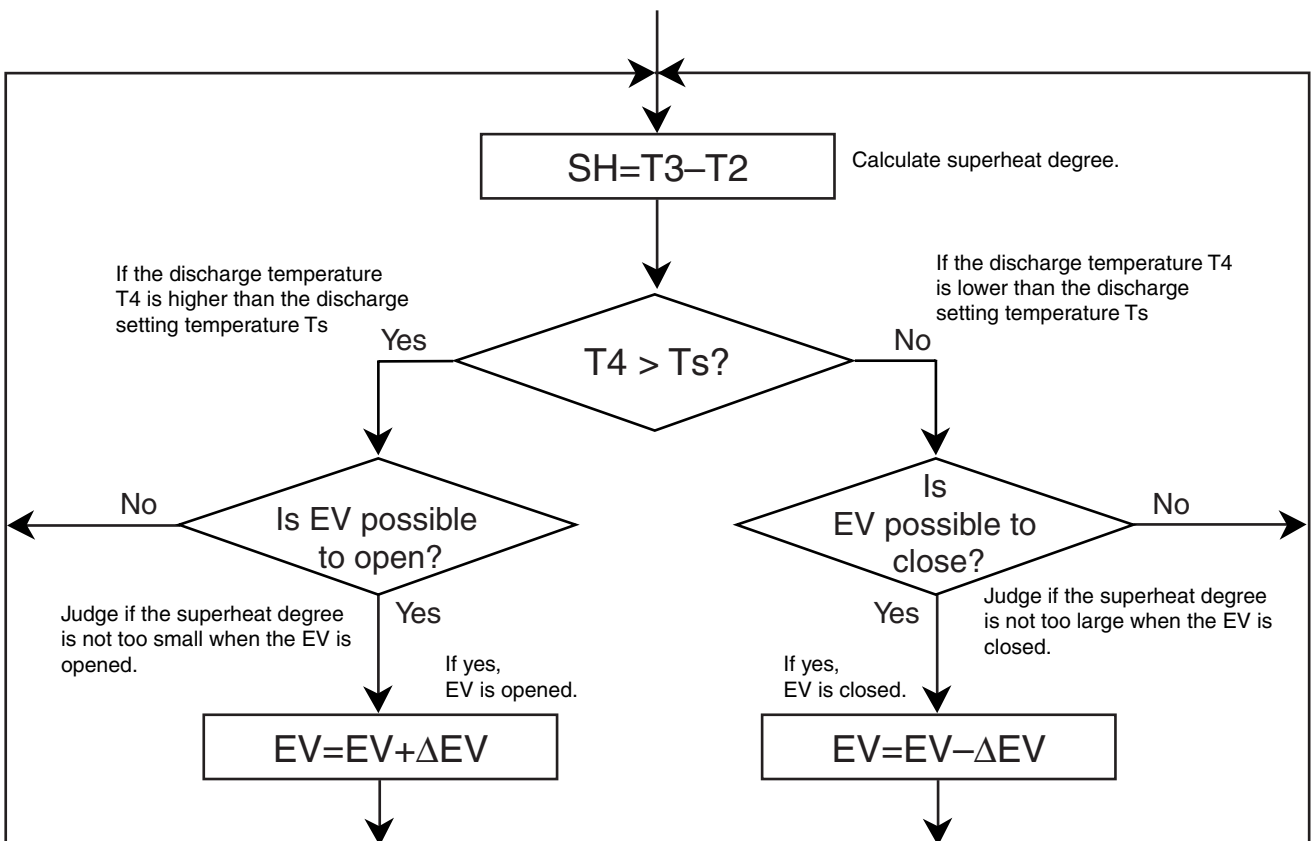 SH=T3–T2
Calculate superheat degree.
If the discharge temperature
T4 is higher than the discharge
setting temperature Ts
If the discharge temperature T4
is lower than the discharge
setting temperature Ts
Yes
T4 > Ts?
No
No
Is EV possible
to open?
Is
EV possible to
close?
No
Judge if the superheat degree
is not too small when the EV is
opened.
Yes
Yes
Judge if the superheat degree
is not too large when the EV is
closed.
If yes,
EV is opened.
If yes,
EV is closed.
EV=EV+ΔEV
EV=EV–ΔEV